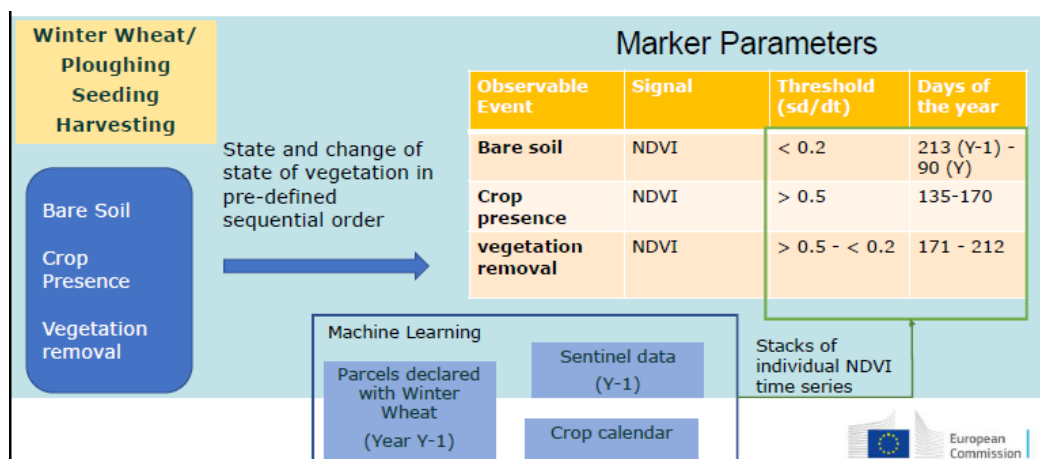 Winter Wheat/
Ploughing
Seeding
Harvesting
Bare Soil
Crop
Presence
Vegetation
removal
State and change of
state of vegetation in
pre-defined
sequential order
Marker Parameters
Observable
Event
Signal
Threshold
(sd/dt)
Days of
the year
Bare soil
NDVI
< 0.2
213 (Y-1) -
90 (Y)
Crop
presence
NDVI
> 0.5
135-170
vegetation
removal
NDVI
> 0.5 - < 0.2
171 - 212
Machine Learning
Parcels declared
with Winter
Wheat
(Year Y-1)
Sentinel data
(Y-1)
Crop calendar
Stacks of
individual NDVI
time series
European
Commission